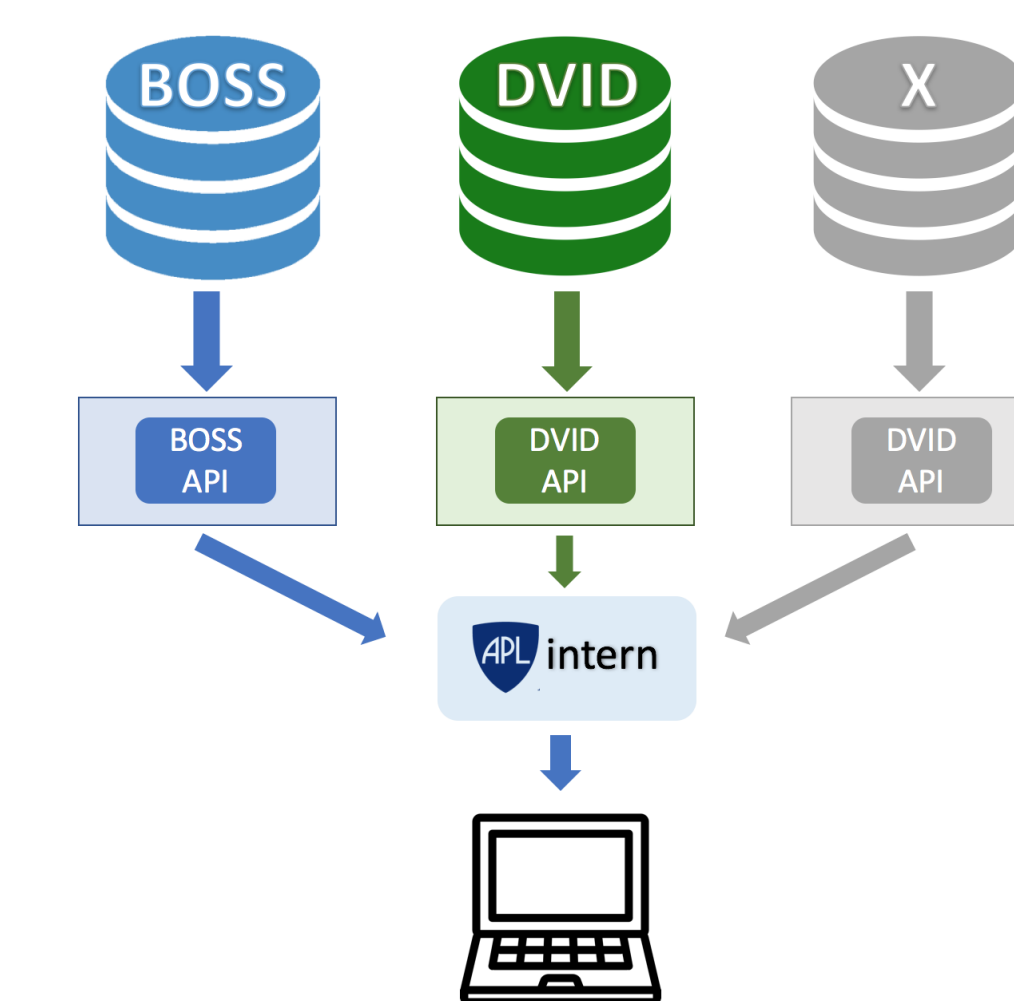 BOSS
DVID
X
BOSS
API
DVID
API
DVID
API
APL intern